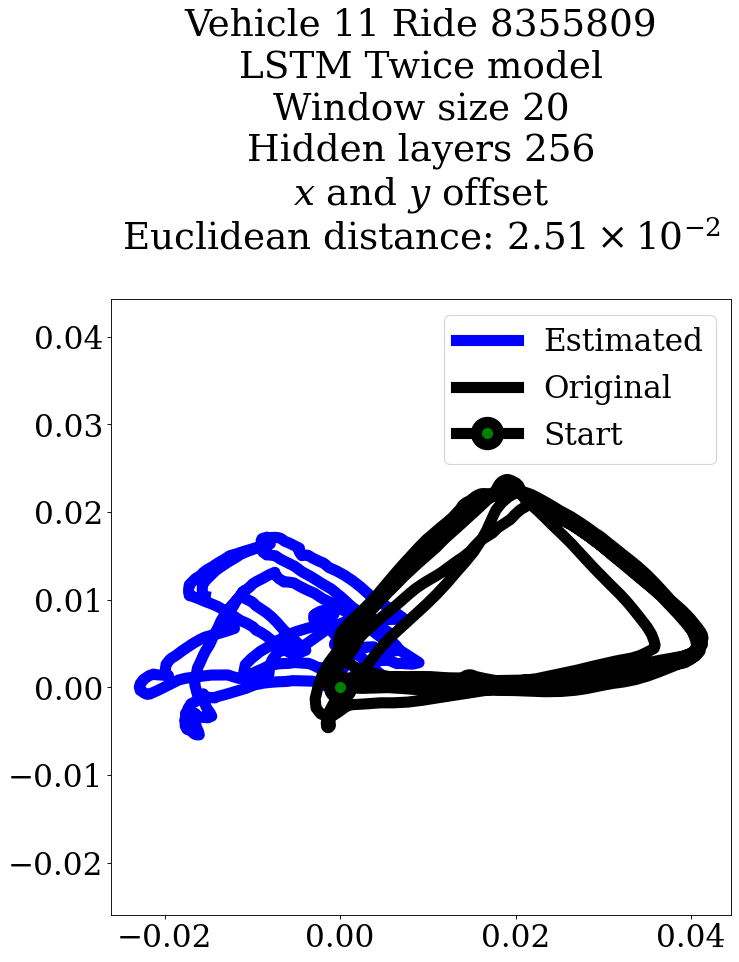 Vehicle 11 Ride 8355809
LSTM Twice model
Window size 20
Hidden layers 256
x and y offset
Euclidean distance: 2.51 × 10⁻²
Estimated
Original
Start
0.04
0.03
0.02
0.01
0.00
−0.01
−0.02
−0.02 0.00 0.02 0.04